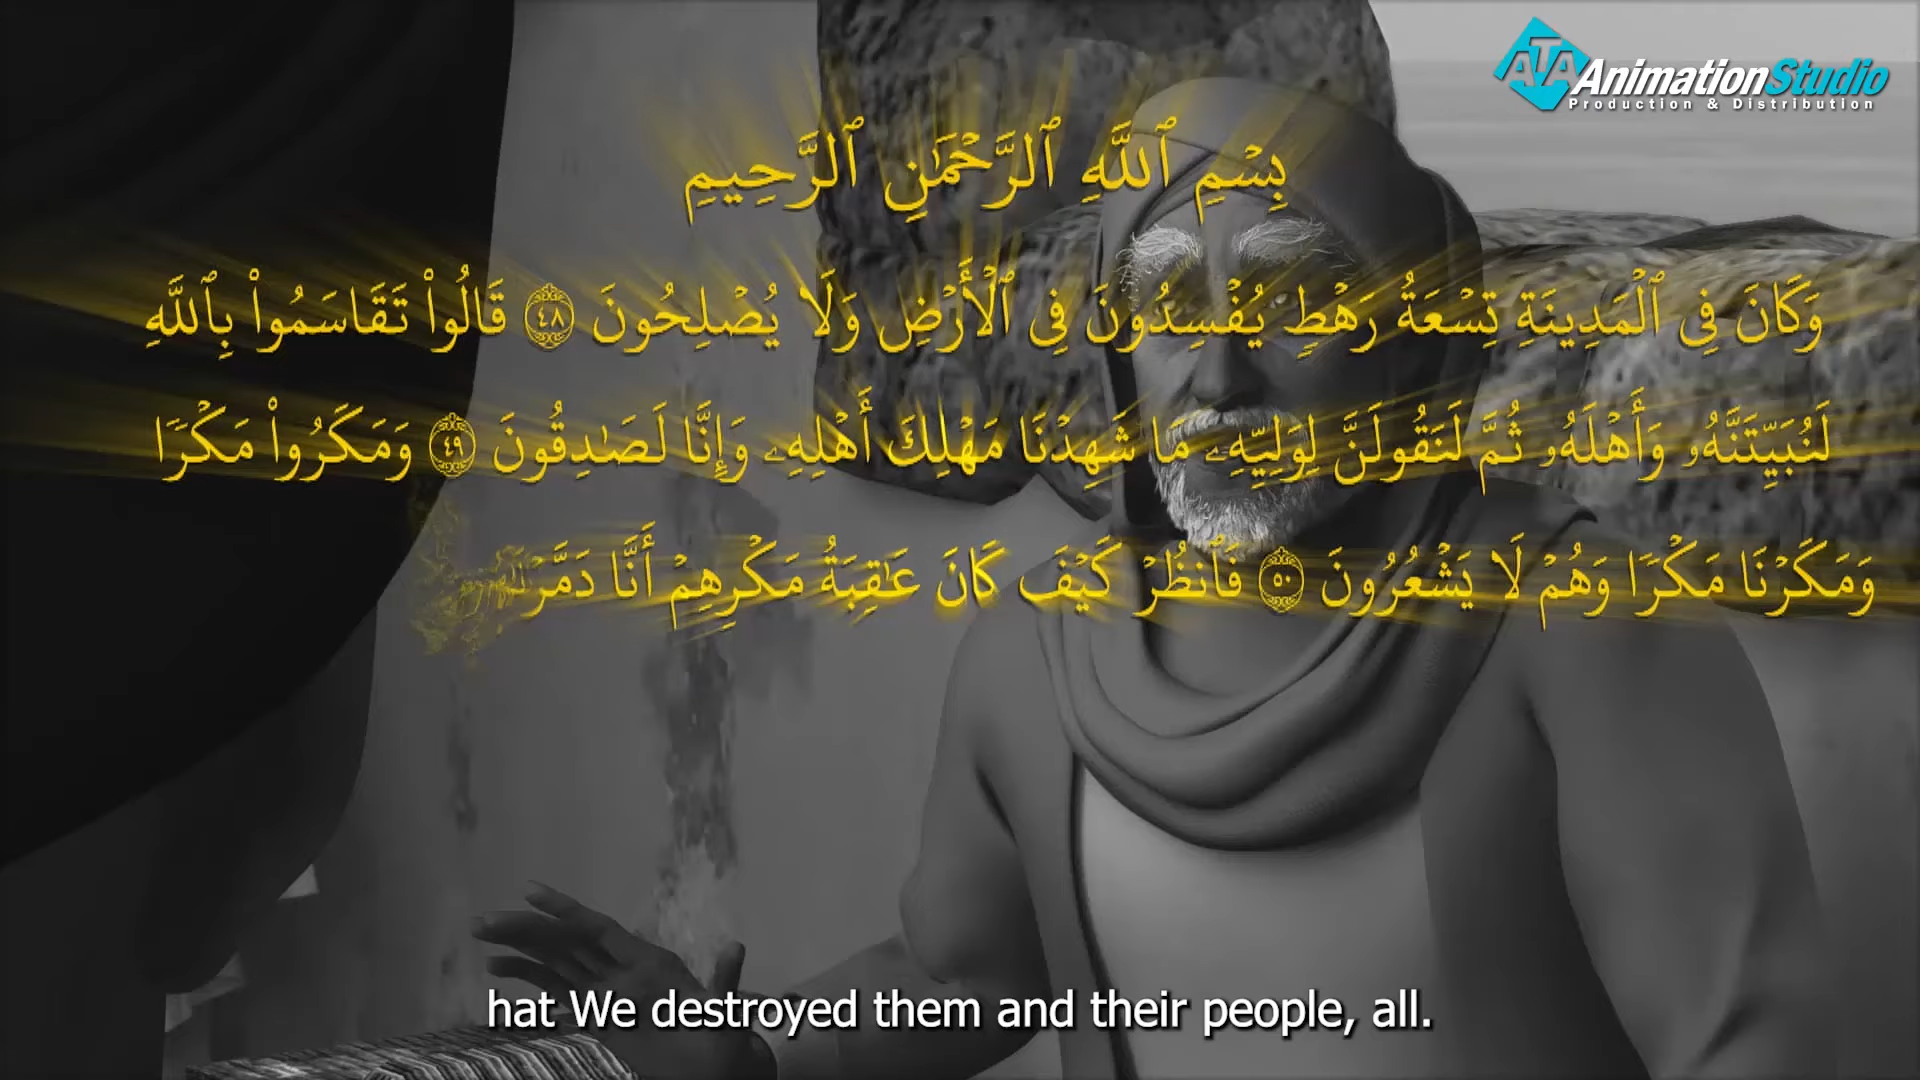 ATA AnimationStudio
Production & Distribution
بِسْمِ ٱللَّهِ ٱلرَّحْمَٰنِ ٱلرَّحِيمِ
وَكَانَ فِى ٱلْمَدِينَةِ تِسْعَةُ رَهْطٍ يُفْسِدُونَ فِى ٱلْأَرْضِ وَلَا يُصْلِحُونَ ٤٨ قَالُوا۟ تَقَاسَمُوا۟ بِٱللَّهِ
لَنُبَيِّتَنَّهُۥ وَأَهْلَهُۥ ثُمَّ لَنَقُولَنَّ لِوَلِيِّهِۦ مَا شَهِدْنَا مَهْلِكَ أَهْلِهِۦ وَإِنَّا لَصَٰدِقُونَ ٤٩ وَمَكَرُوا۟ مَكْرًا
وَمَكَرْنَا مَكْرًا وَهُمْ لَا يَشْعُرُونَ ٥٠ فَٱنظُرْ كَيْفَ كَانَ عَٰقِبَةُ مَكْرِهِمْ أَنَّا
hat We destroyed them and their people, all.